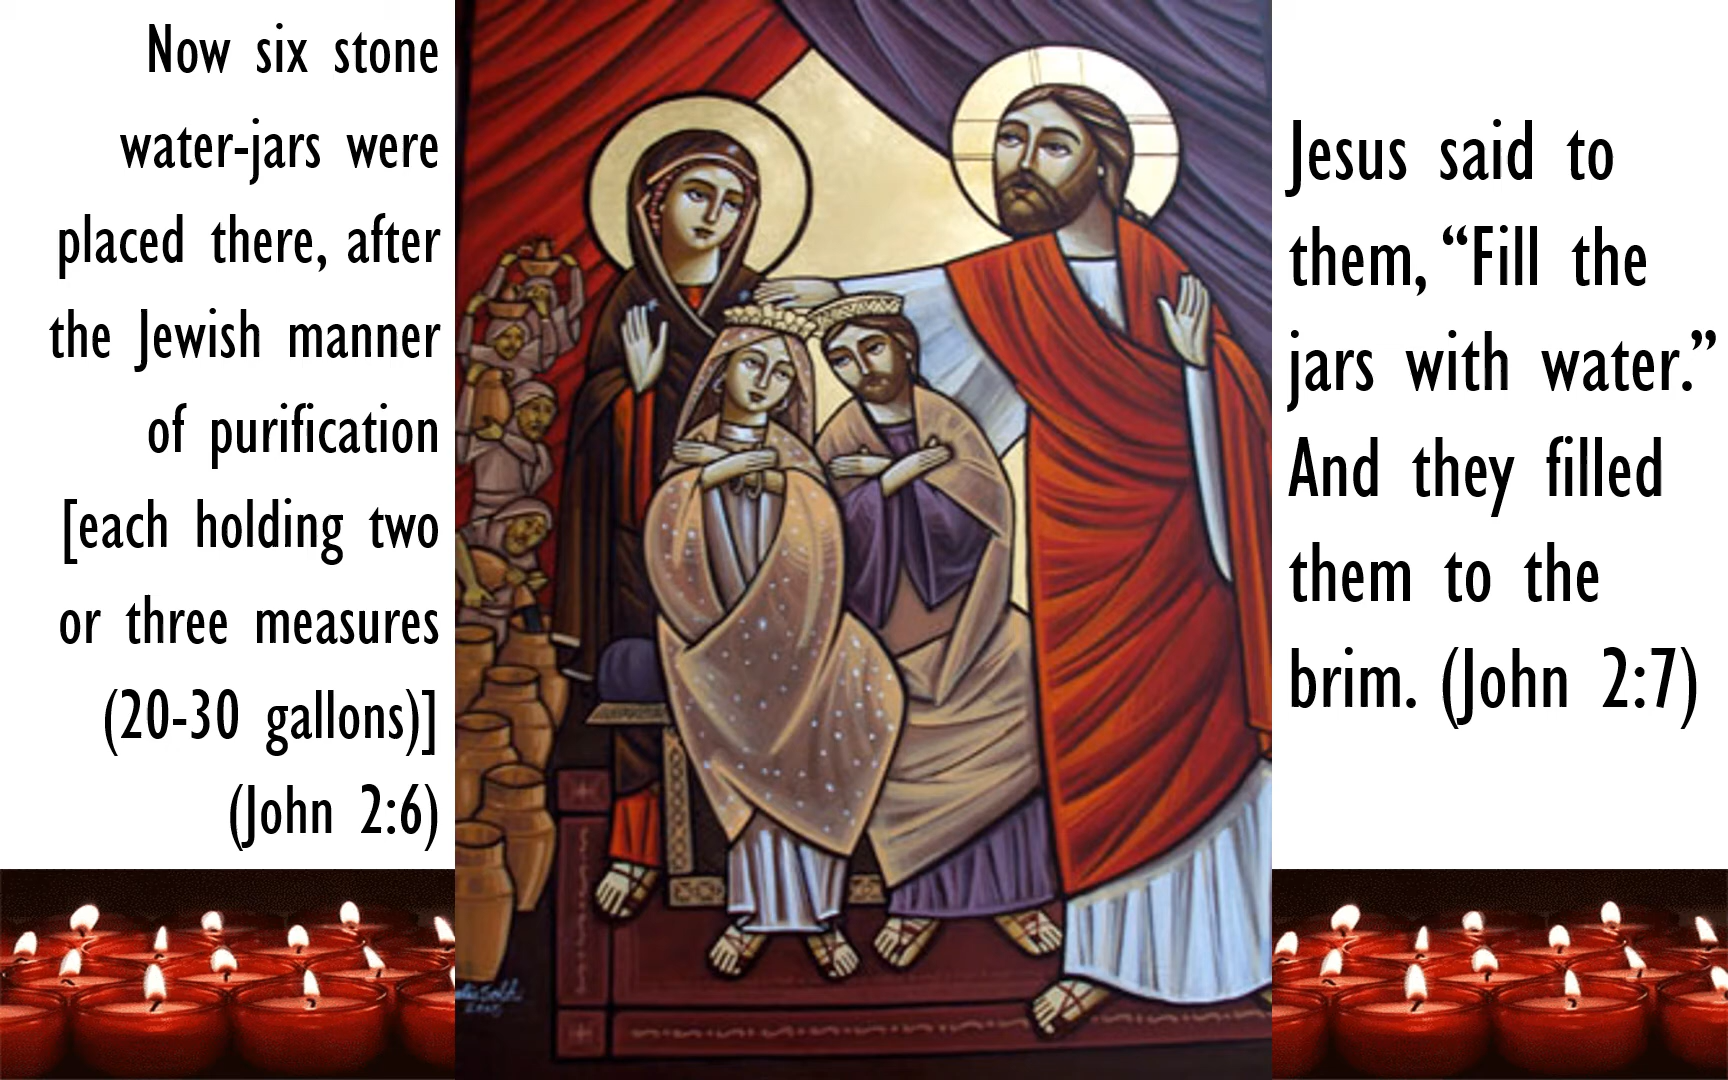 Now six stone
water-jars were
placed there, after
the Jewish manner
of purification
[each holding two
or three measures
(20-30 gallons)]
(John 2:6)
Jesus said to
them, “Fill the
jars with water.”
And they filled
them to the
brim. (John 2:7)